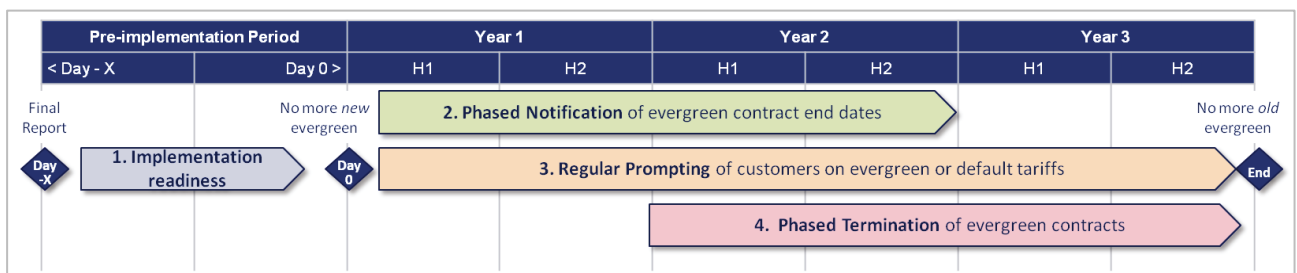 Pre-implementation Period
Year 1
Year 2
Year 3
< Day - X
Day 0 >
H1
H2
H1
H2
H1
H2
Final
Report
No more new
evergreen
2. Phased Notification of evergreen contract end dates
No more old
evergreen
Day
-X
1. Implementation
readiness
Day
0
3. Regular Prompting of customers on evergreen or default tariffs
End
4. Phased Termination of evergreen contracts